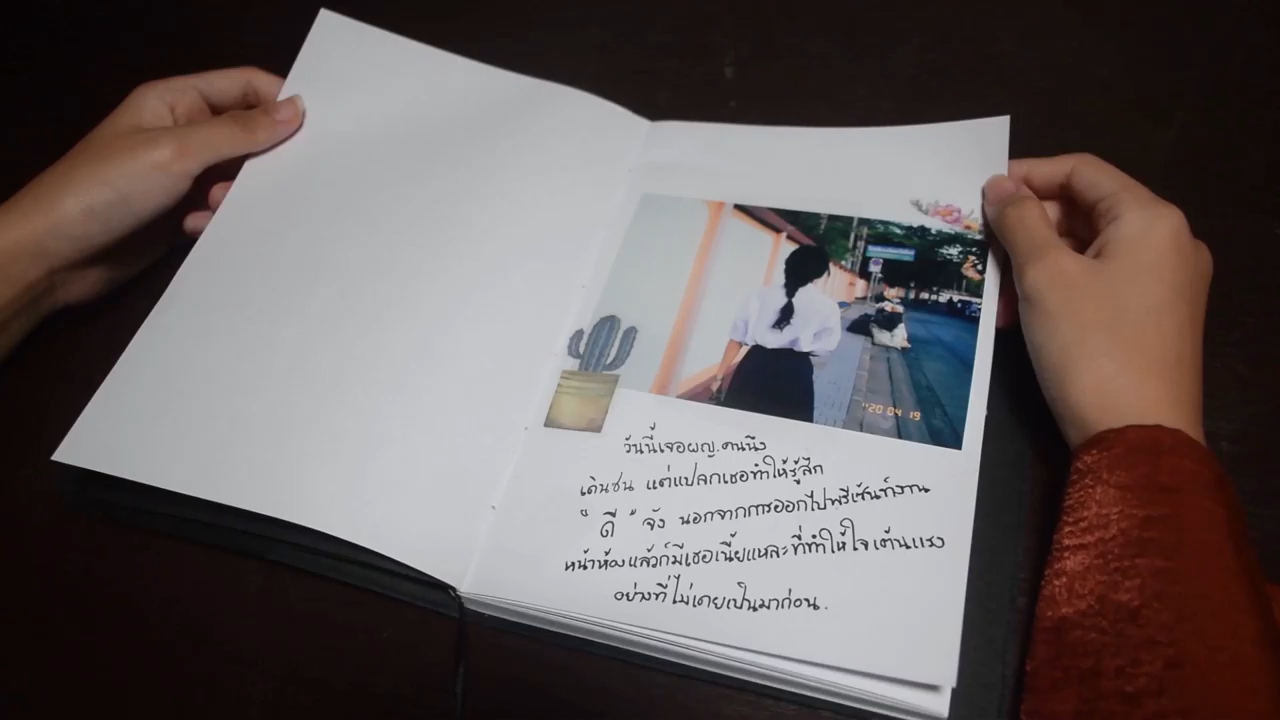 '20 04 19
วันนี้เจอผญ.คนนึง
เดินชน แต่แปลกเธอทำให้รู้สึก
"ดี" จัง นอกจากการออกไปพรีเซ้นท์งาน
หน้าห้องแล้วก็มีเธอเนี้ยแหละที่ทำให้ใจเต้นแรง
อย่างที่ไม่เคยเป็นมาก่อน.